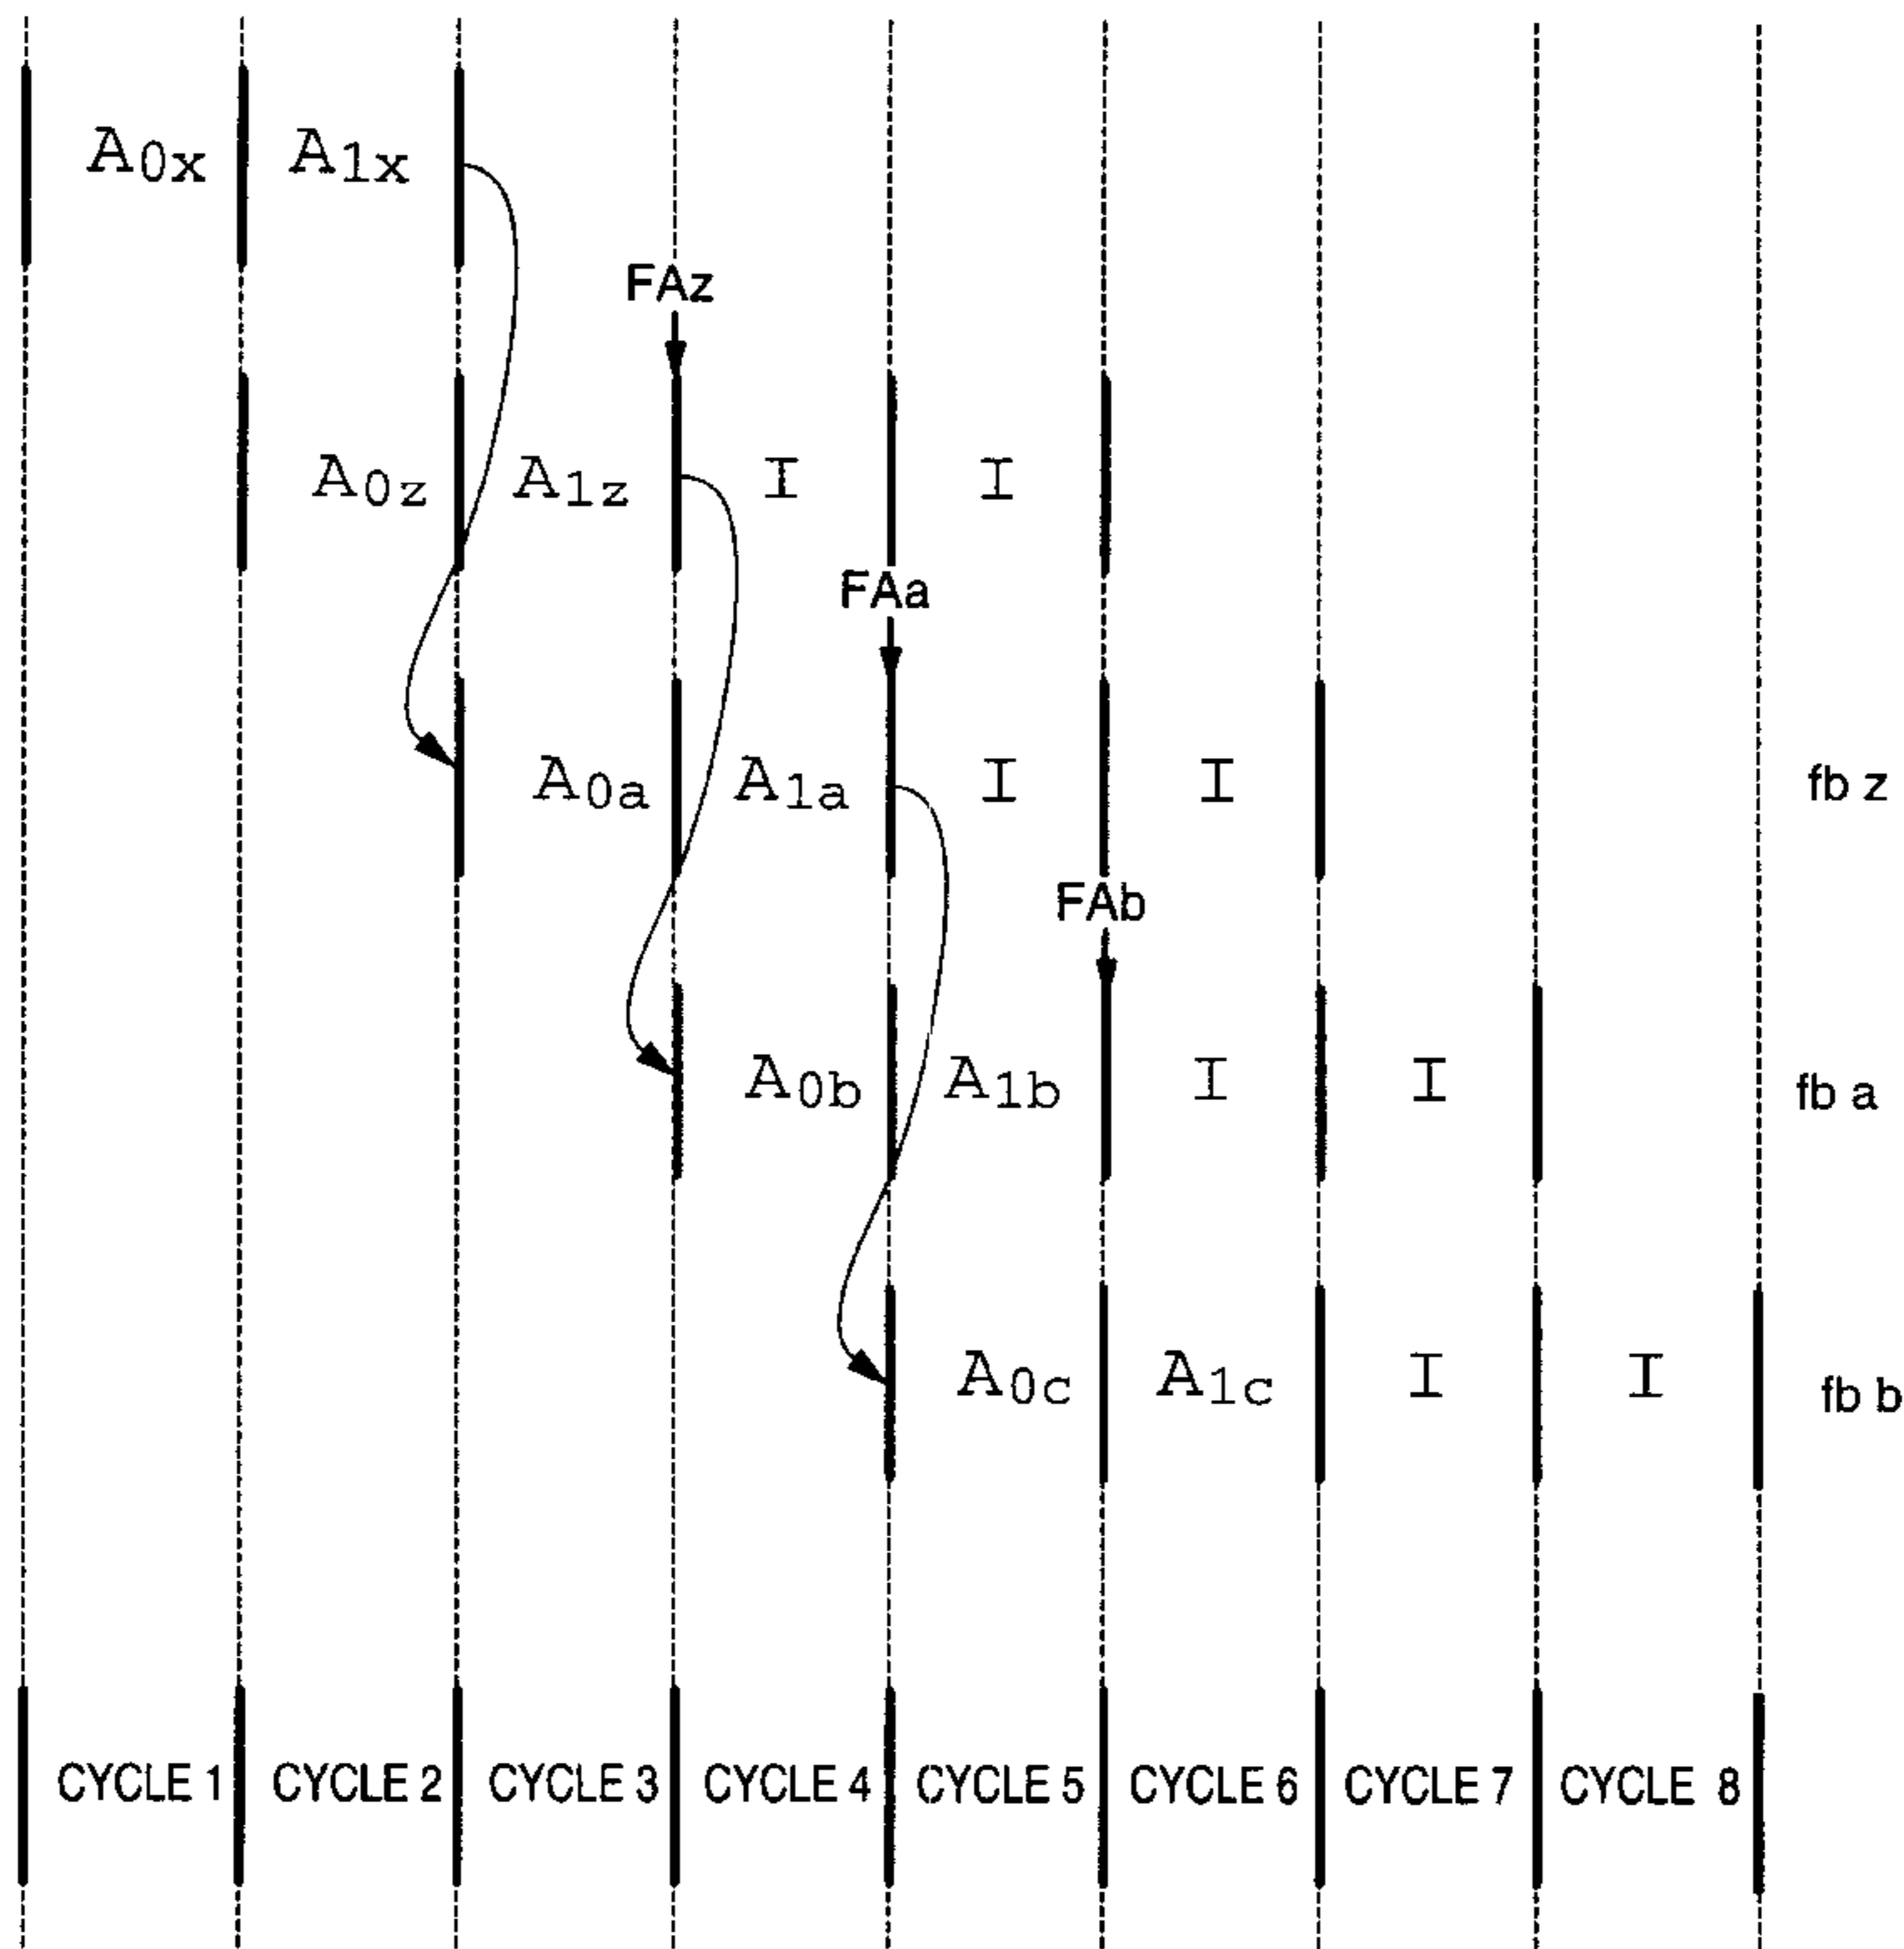 A0x A1x
FAz
A0z A1z I I
FAa
A0a A1a I I fb z
FAb
A0b A1b I I fb a
A0c A1c I I fb b
CYCLE 1 CYCLE 2 CYCLE 3 CYCLE 4 CYCLE 5 CYCLE 6 CYCLE 7 CYCLE 8